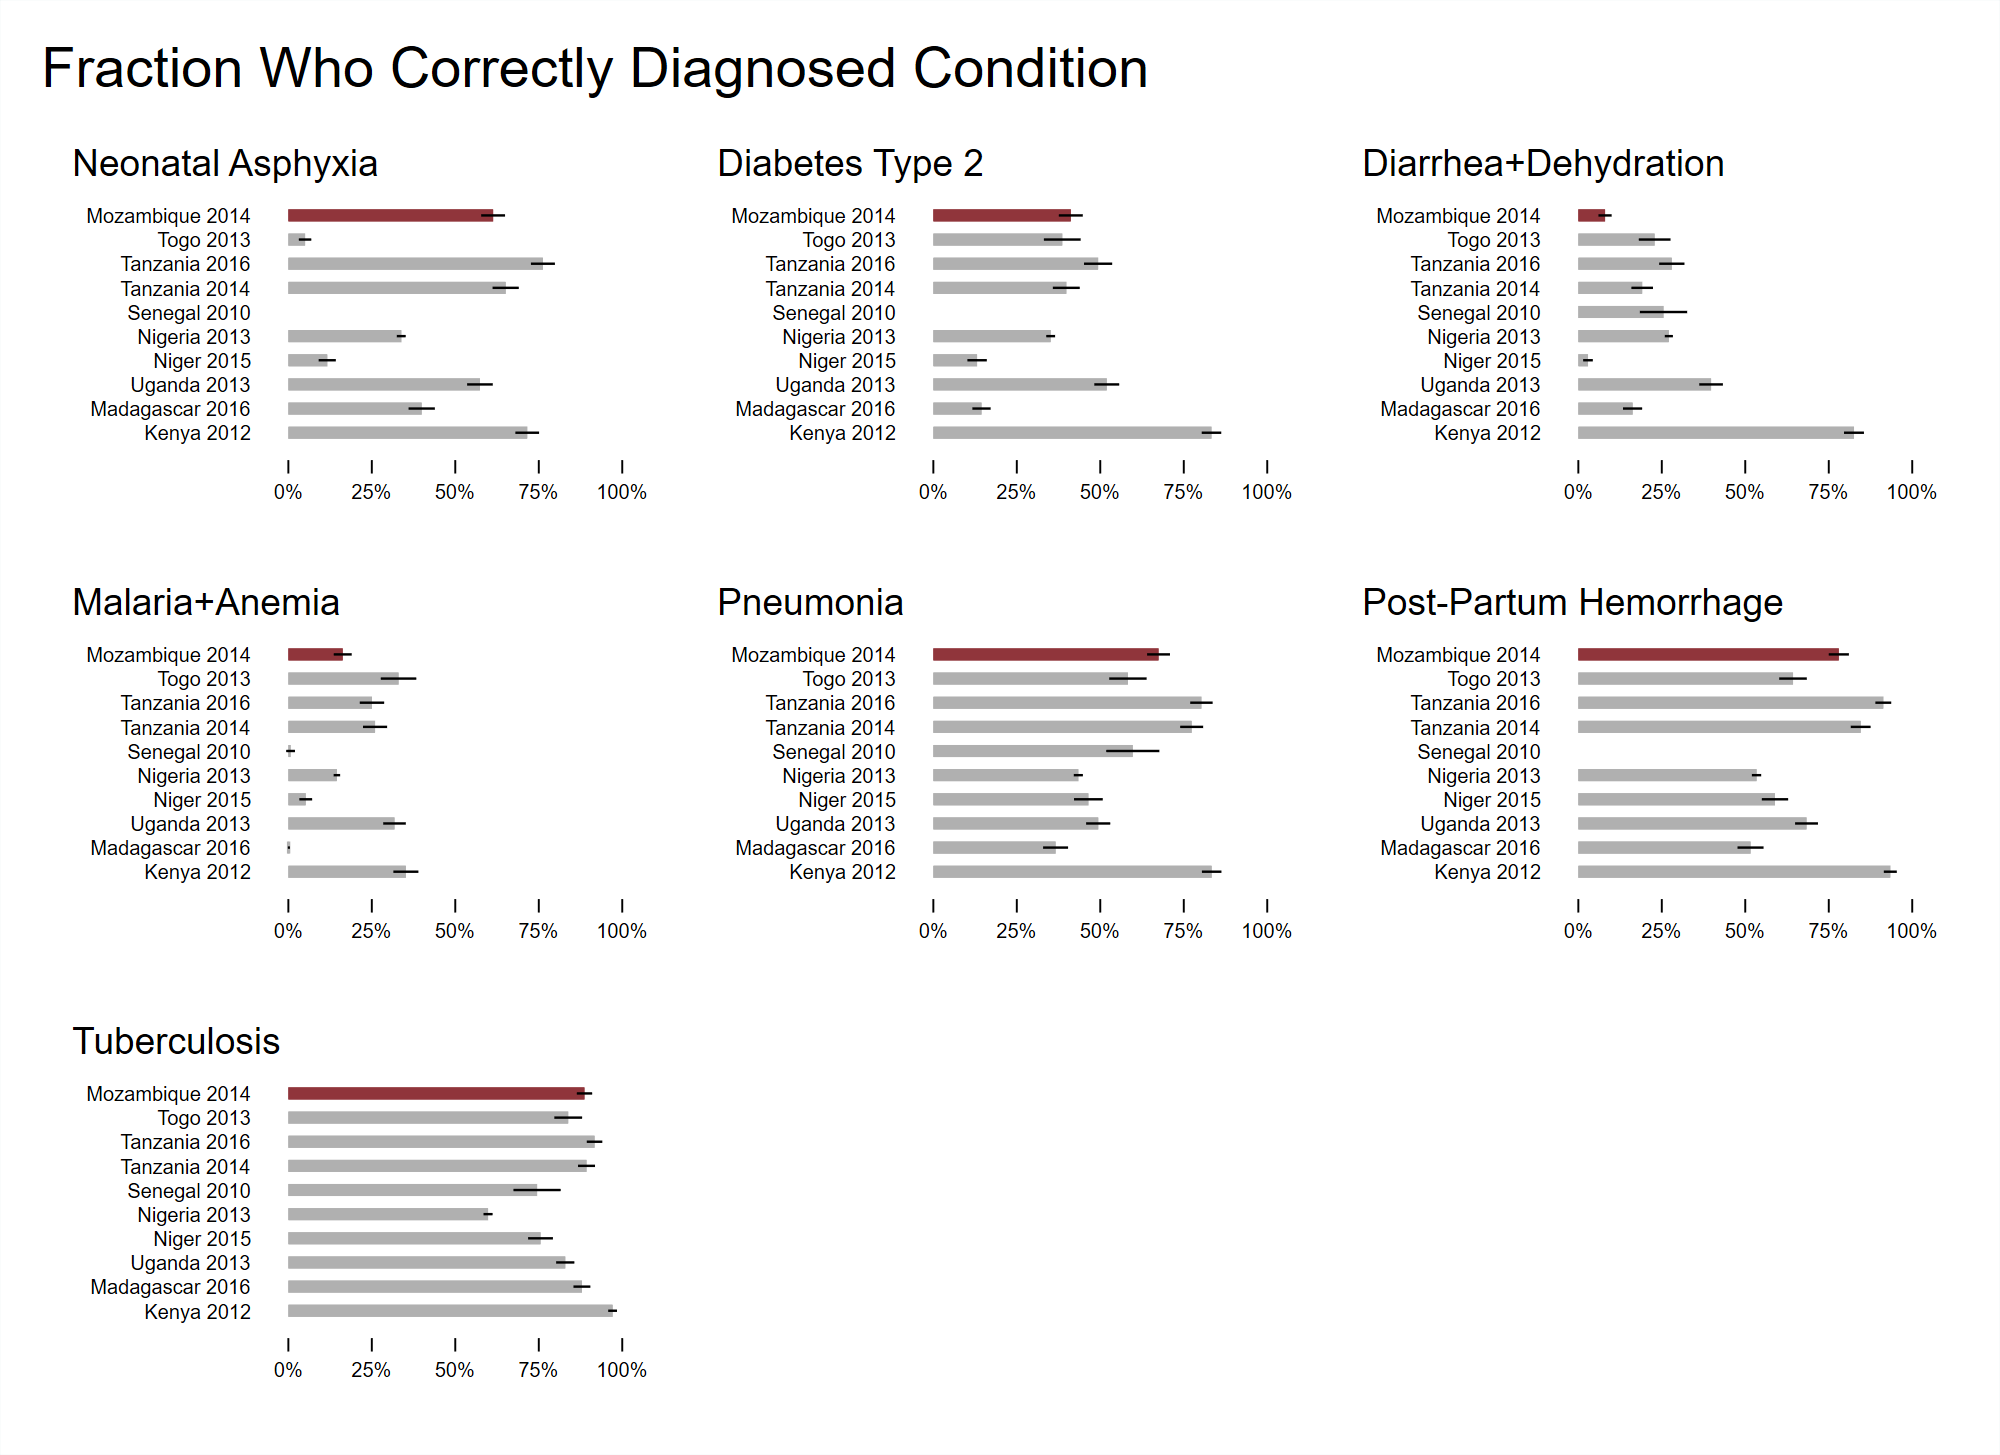 Fraction Who Correctly Diagnosed Condition
Neonatal Asphyxia
Mozambique 2014
Togo 2013
Tanzania 2016
Tanzania 2014
Senegal 2010
Nigeria 2013
Niger 2015
Uganda 2013
Madagascar 2016
Kenya 2012
0% 25% 50% 75% 100%
Diabetes Type 2
Mozambique 2014
Togo 2013
Tanzania 2016
Tanzania 2014
Senegal 2010
Nigeria 2013
Niger 2015
Uganda 2013
Madagascar 2016
Kenya 2012
0% 25% 50% 75% 100%
Diarrhea+Dehydration
Mozambique 2014
Togo 2013
Tanzania 2016
Tanzania 2014
Senegal 2010
Nigeria 2013
Niger 2015
Uganda 2013
Madagascar 2016
Kenya 2012
0% 25% 50% 75% 100%
Malaria+Anemia
Mozambique 2014
Togo 2013
Tanzania 2016
Tanzania 2014
Senegal 2010
Nigeria 2013
Niger 2015
Uganda 2013
Madagascar 2016
Kenya 2012
0% 25% 50% 75% 100%
Pneumonia
Mozambique 2014
Togo 2013
Tanzania 2016
Tanzania 2014
Senegal 2010
Nigeria 2013
Niger 2015
Uganda 2013
Madagascar 2016
Kenya 2012
0% 25% 50% 75% 100%
Post-Partum Hemorrhage
Mozambique 2014
Togo 2013
Tanzania 2016
Tanzania 2014
Senegal 2010
Nigeria 2013
Niger 2015
Uganda 2013
Madagascar 2016
Kenya 2012
0% 25% 50% 75% 100%
Tuberculosis
Mozambique 2014
Togo 2013
Tanzania 2016
Tanzania 2014
Senegal 2010
Nigeria 2013
Niger 2015
Uganda 2013
Madagascar 2016
Kenya 2012
0% 25% 50% 75% 100%